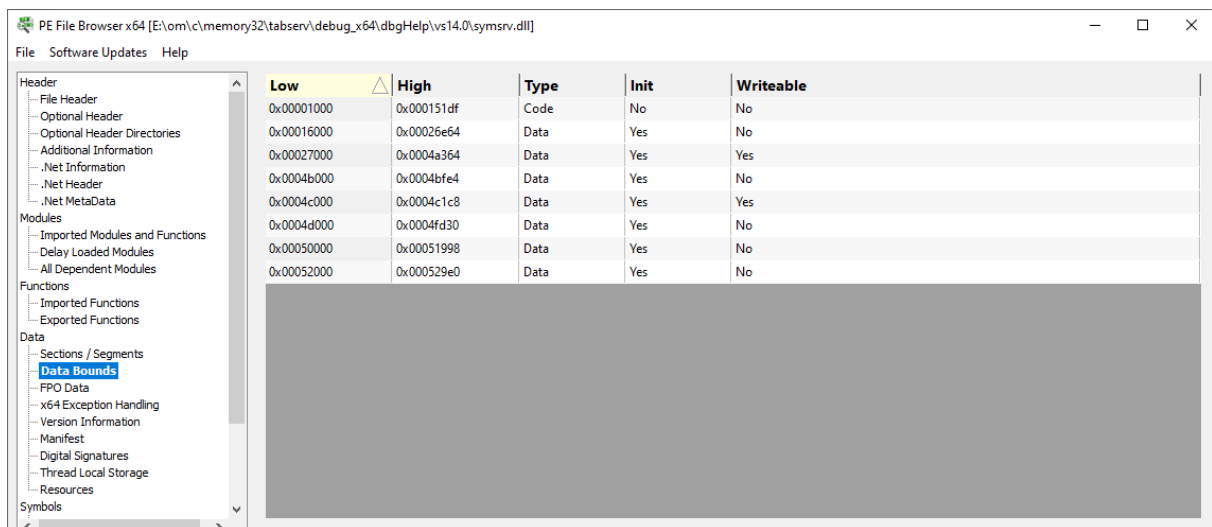 PE File Browser x64 [E:\om\c\memory32\tabserv\debug_x64\dbgHelp\vs14.0\symsrv.dll]
File Software Updates Help
Header
File Header
Optional Header
Optional Header Directories
Additional Information
.Net Information
.Net Header
.Net MetaData
Modules
Imported Modules and Functions
Delay Loaded Modules
All Dependent Modules
Functions
Imported Functions
Exported Functions
Data
Sections / Segments
Data Bounds
FPO Data
x64 Exception Handling
Version Information
Manifest
Digital Signatures
Thread Local Storage
Resources
Symbols
Low High Type Init Writeable
0x00001000 0x000151df Code No No
0x00016000 0x00026e64 Data Yes No
0x00027000 0x0004a364 Data Yes Yes
0x0004b000 0x0004bfe4 Data Yes No
0x0004c000 0x0004c1c8 Data Yes Yes
0x0004d000 0x0004fd30 Data Yes No
0x00050000 0x00051998 Data Yes No
0x00052000 0x000529e0 Data Yes No